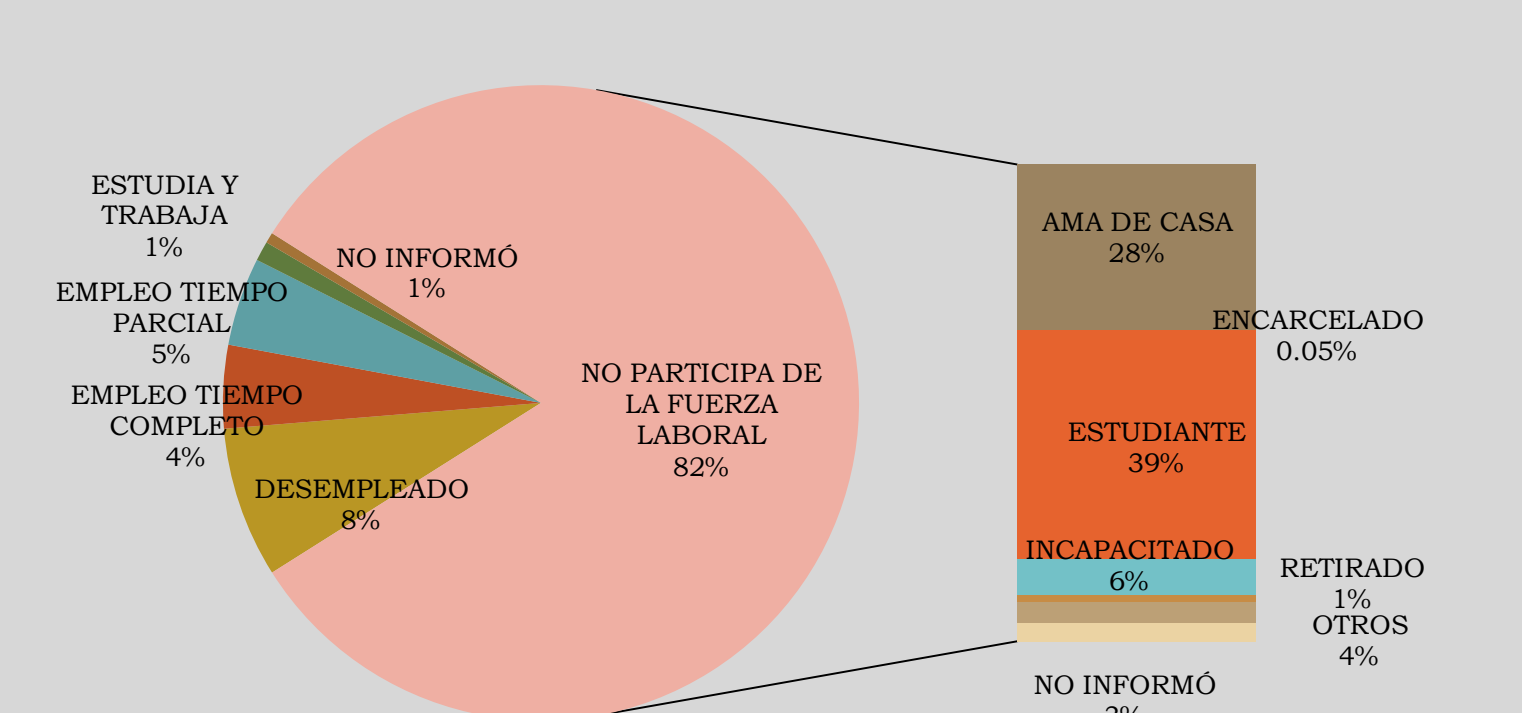 ESTUDIA Y
TRABAJA
1%
NO INFORMÓ
1%
EMPLEO TIEMPO
PARCIAL
5%
EMPLEO TIEMPO
COMPLETO
4%
DESEMPLEADO
8%
NO PARTICIPA DE
LA FUERZA
LABORAL
82%
AMA DE CASA
28%
ENCARCELADO
0.05%
ESTUDIANTE
39%
INCAPACITADO
6%
RETIRADO
1%
OTROS
4%
NO INFORMÓ